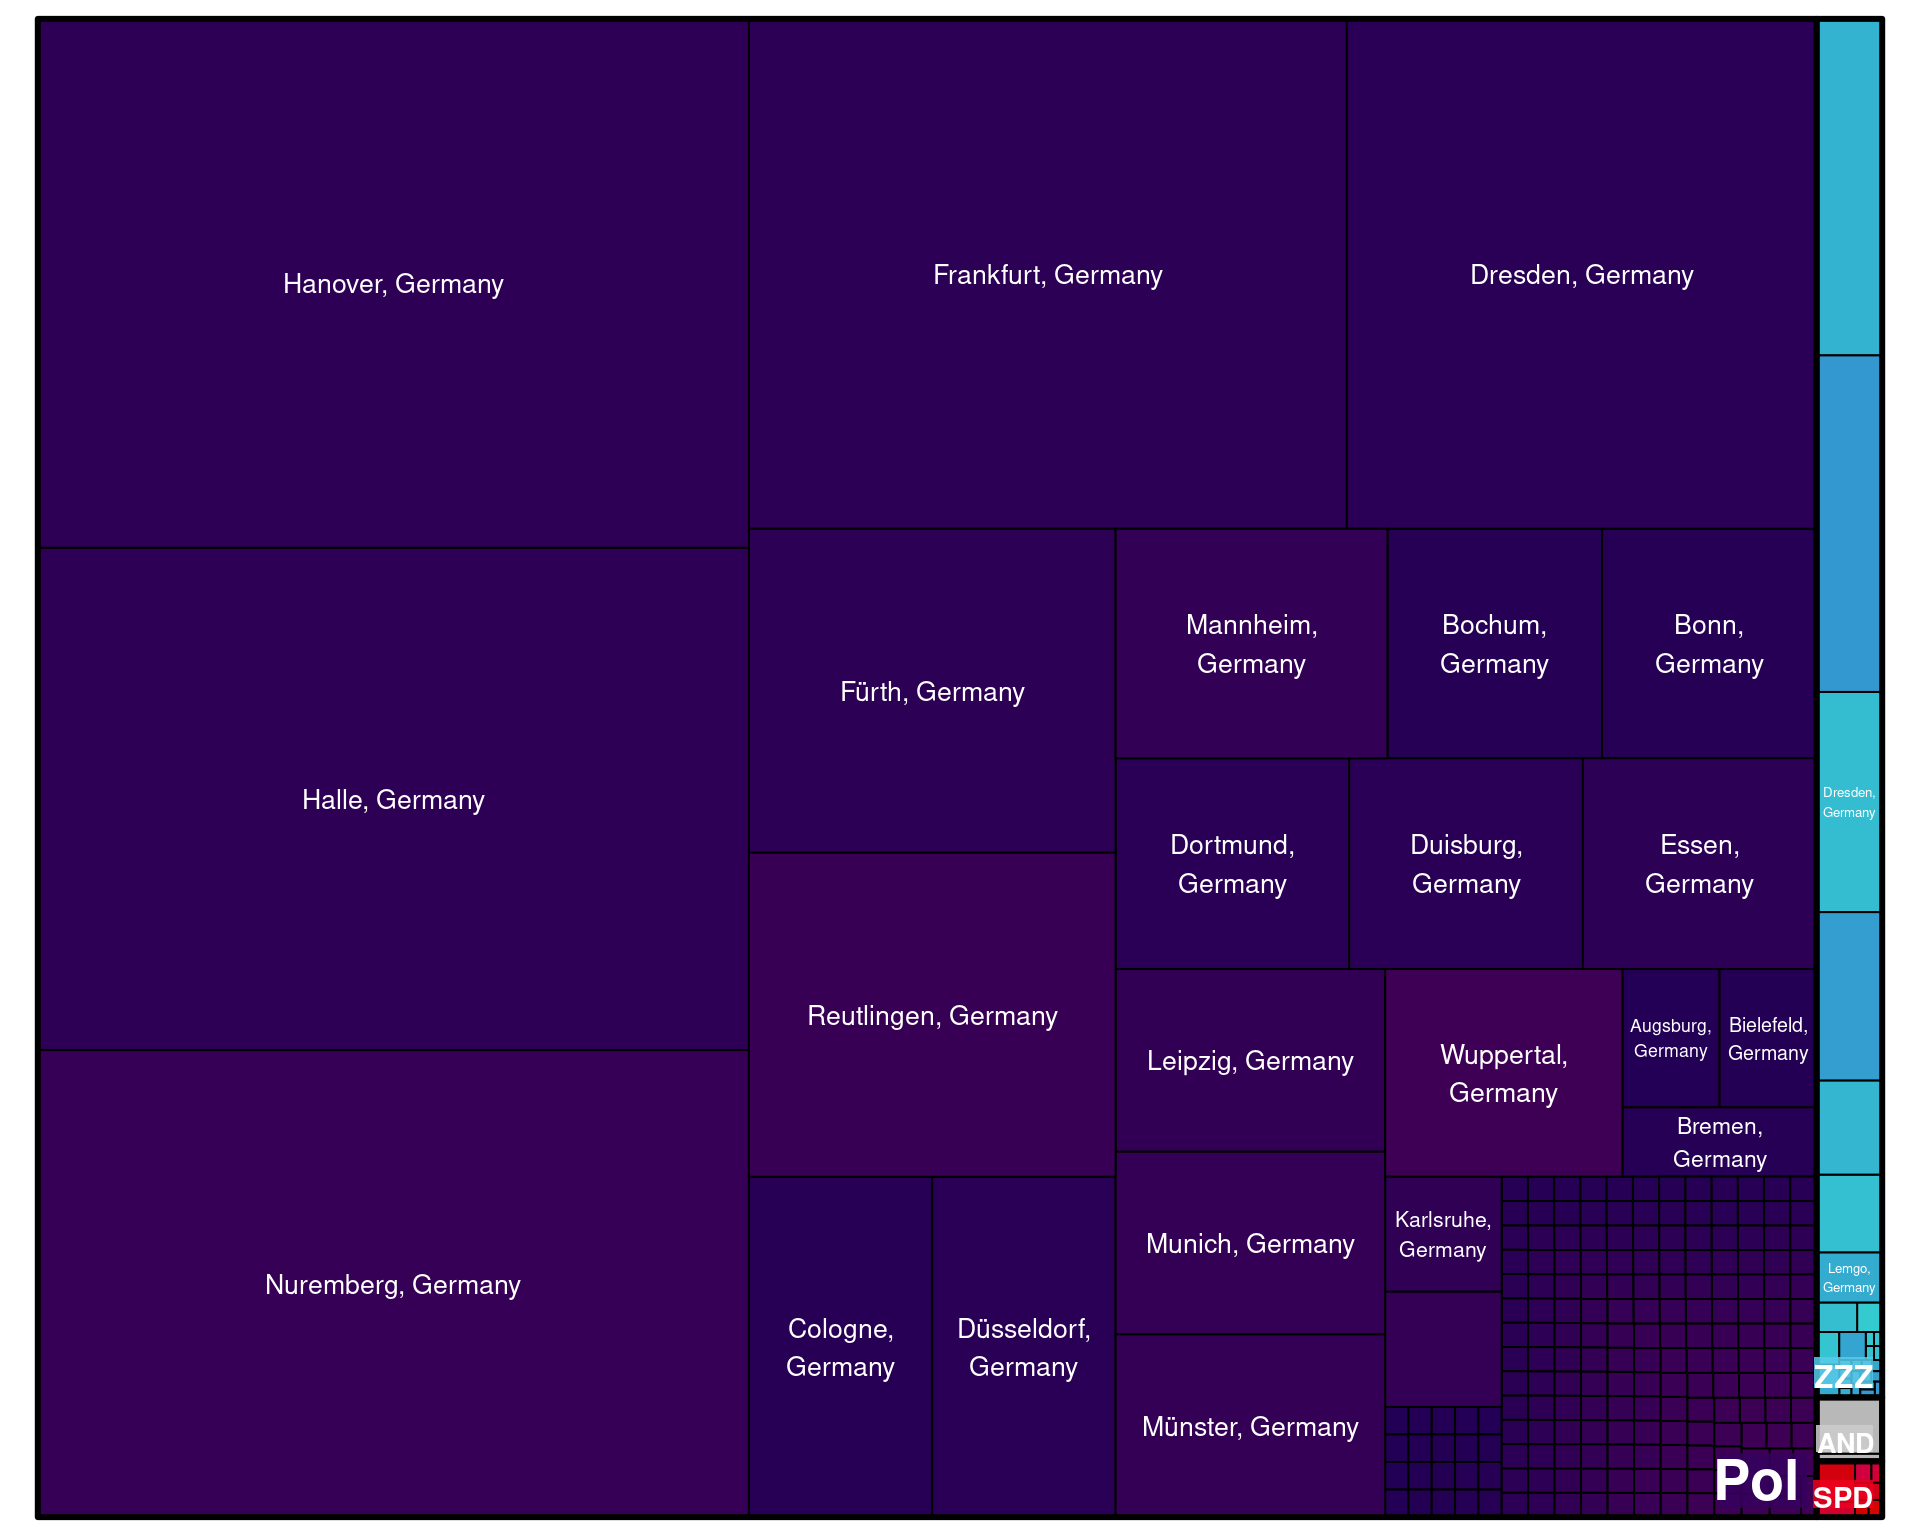 Hanover, Germany
Frankfurt, Germany
Dresden, Germany
Halle, Germany
Nuremberg, Germany
Fürth, Germany
Mannheim,
Germany
Bochum,
Germany
Bonn,
Germany
Dortmund,
Germany
Duisburg,
Germany
Essen,
Germany
Reutlingen, Germany
Leipzig, Germany
Wuppertal,
Germany
Augsburg,
Germany
Bielefeld,
Germany
Bremen,
Germany
Cologne,
Germany
Düsseldorf,
Germany
Munich, Germany
Münster, Germany
Karlsruhe,
Germany
Pol
Dresden,
Germany
Lemgo,
Germany
ZZZ
AND
SPD